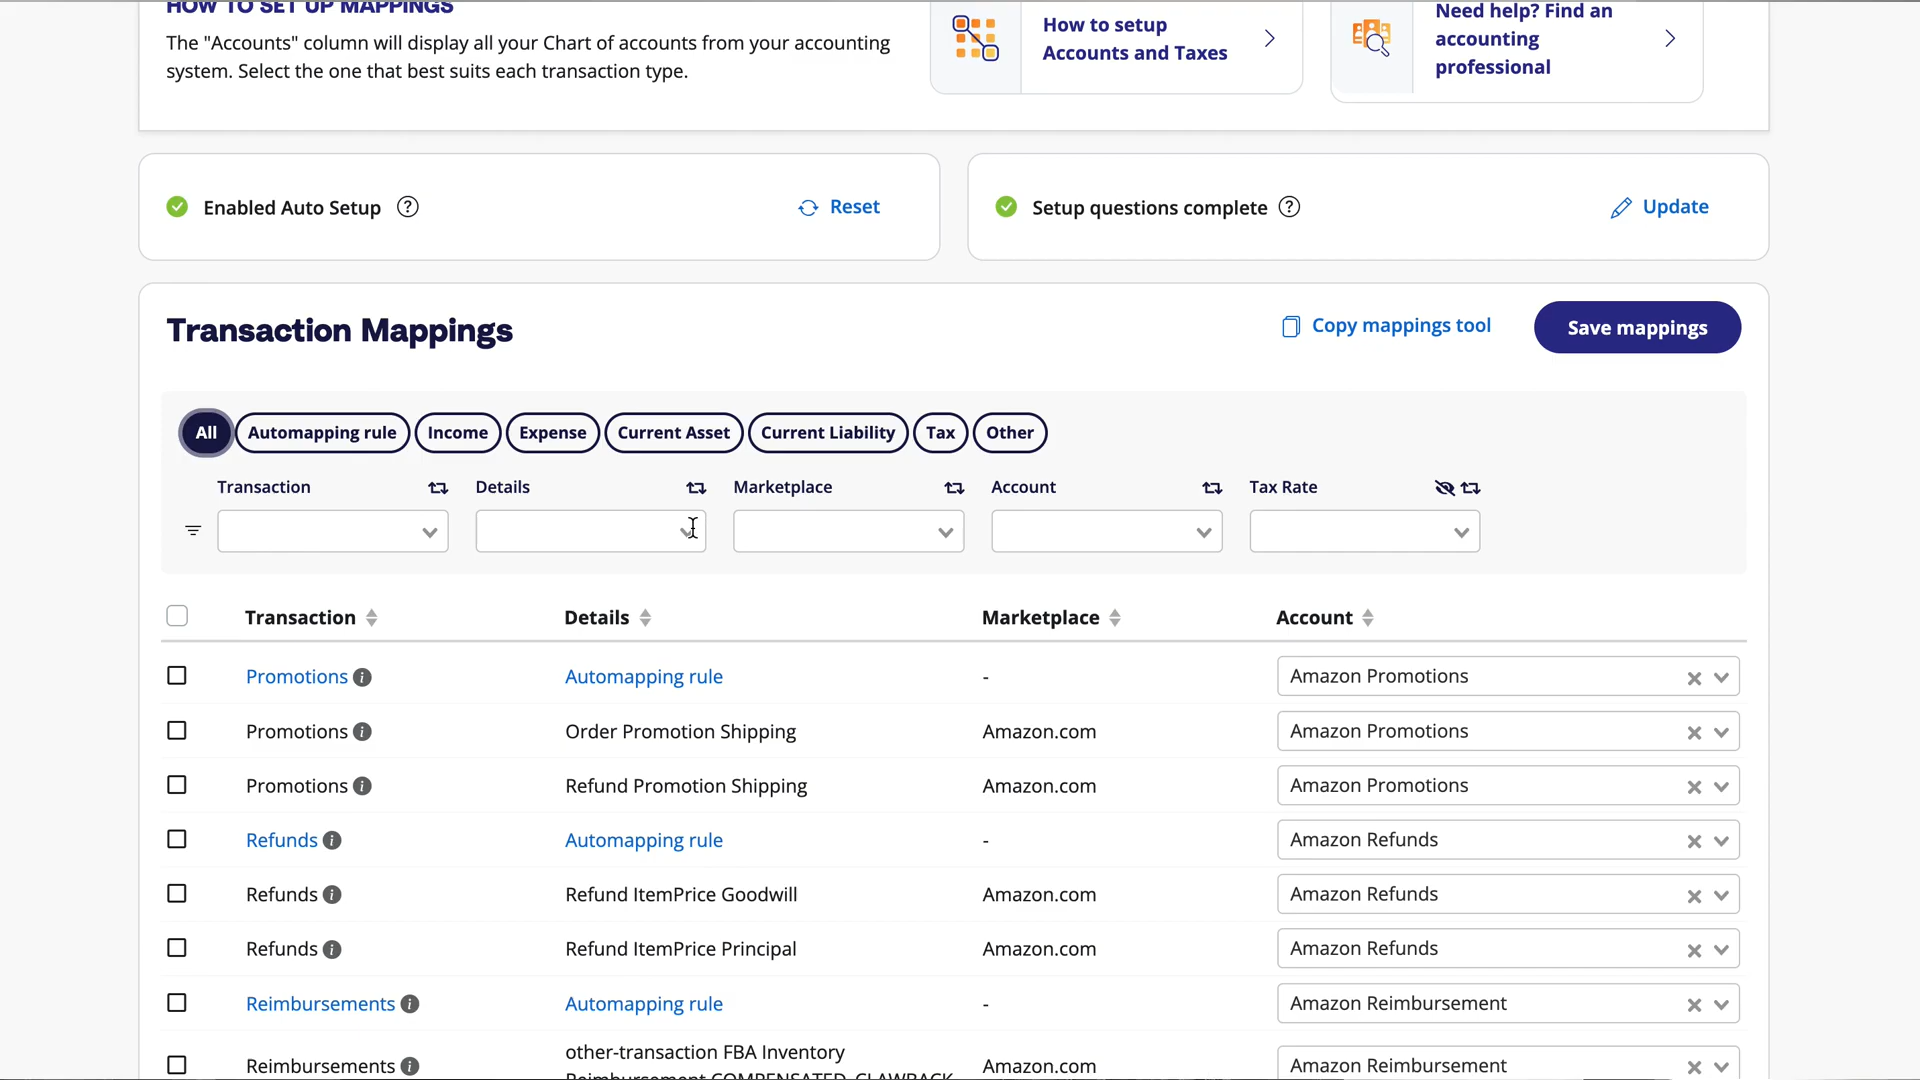 HOW TO SET UP MAPPINGS
The "Accounts" column will display all your Chart of accounts from your accounting
system. Select the one that best suits each transaction type.
How to setup
Accounts and Taxes
Need help? Find an
accounting
professional
Enabled Auto Setup ?
Reset
Setup questions complete ?
Update
Transaction Mappings
Copy mappings tool
Save mappings
All Automapping rule Income Expense Current Asset Current Liability Tax Other
Transaction Details Marketplace Account Tax Rate
Transaction Details Marketplace Account
Promotions i Automapping rule - Amazon Promotions
Promotions i Order Promotion Shipping Amazon.com Amazon Promotions
Promotions i Refund Promotion Shipping Amazon.com Amazon Promotions
Refunds i Automapping rule - Amazon Refunds
Refunds i Refund ItemPrice Goodwill Amazon.com Amazon Refunds
Refunds i Refund ItemPrice Principal Amazon.com Amazon Refunds
Reimbursements i Automapping rule - Amazon Reimbursement
Reimbursements i other-transaction FBA Inventory Amazon.com Amazon Reimbursement
Reimbursement COMPENSATED_CLAWBACK